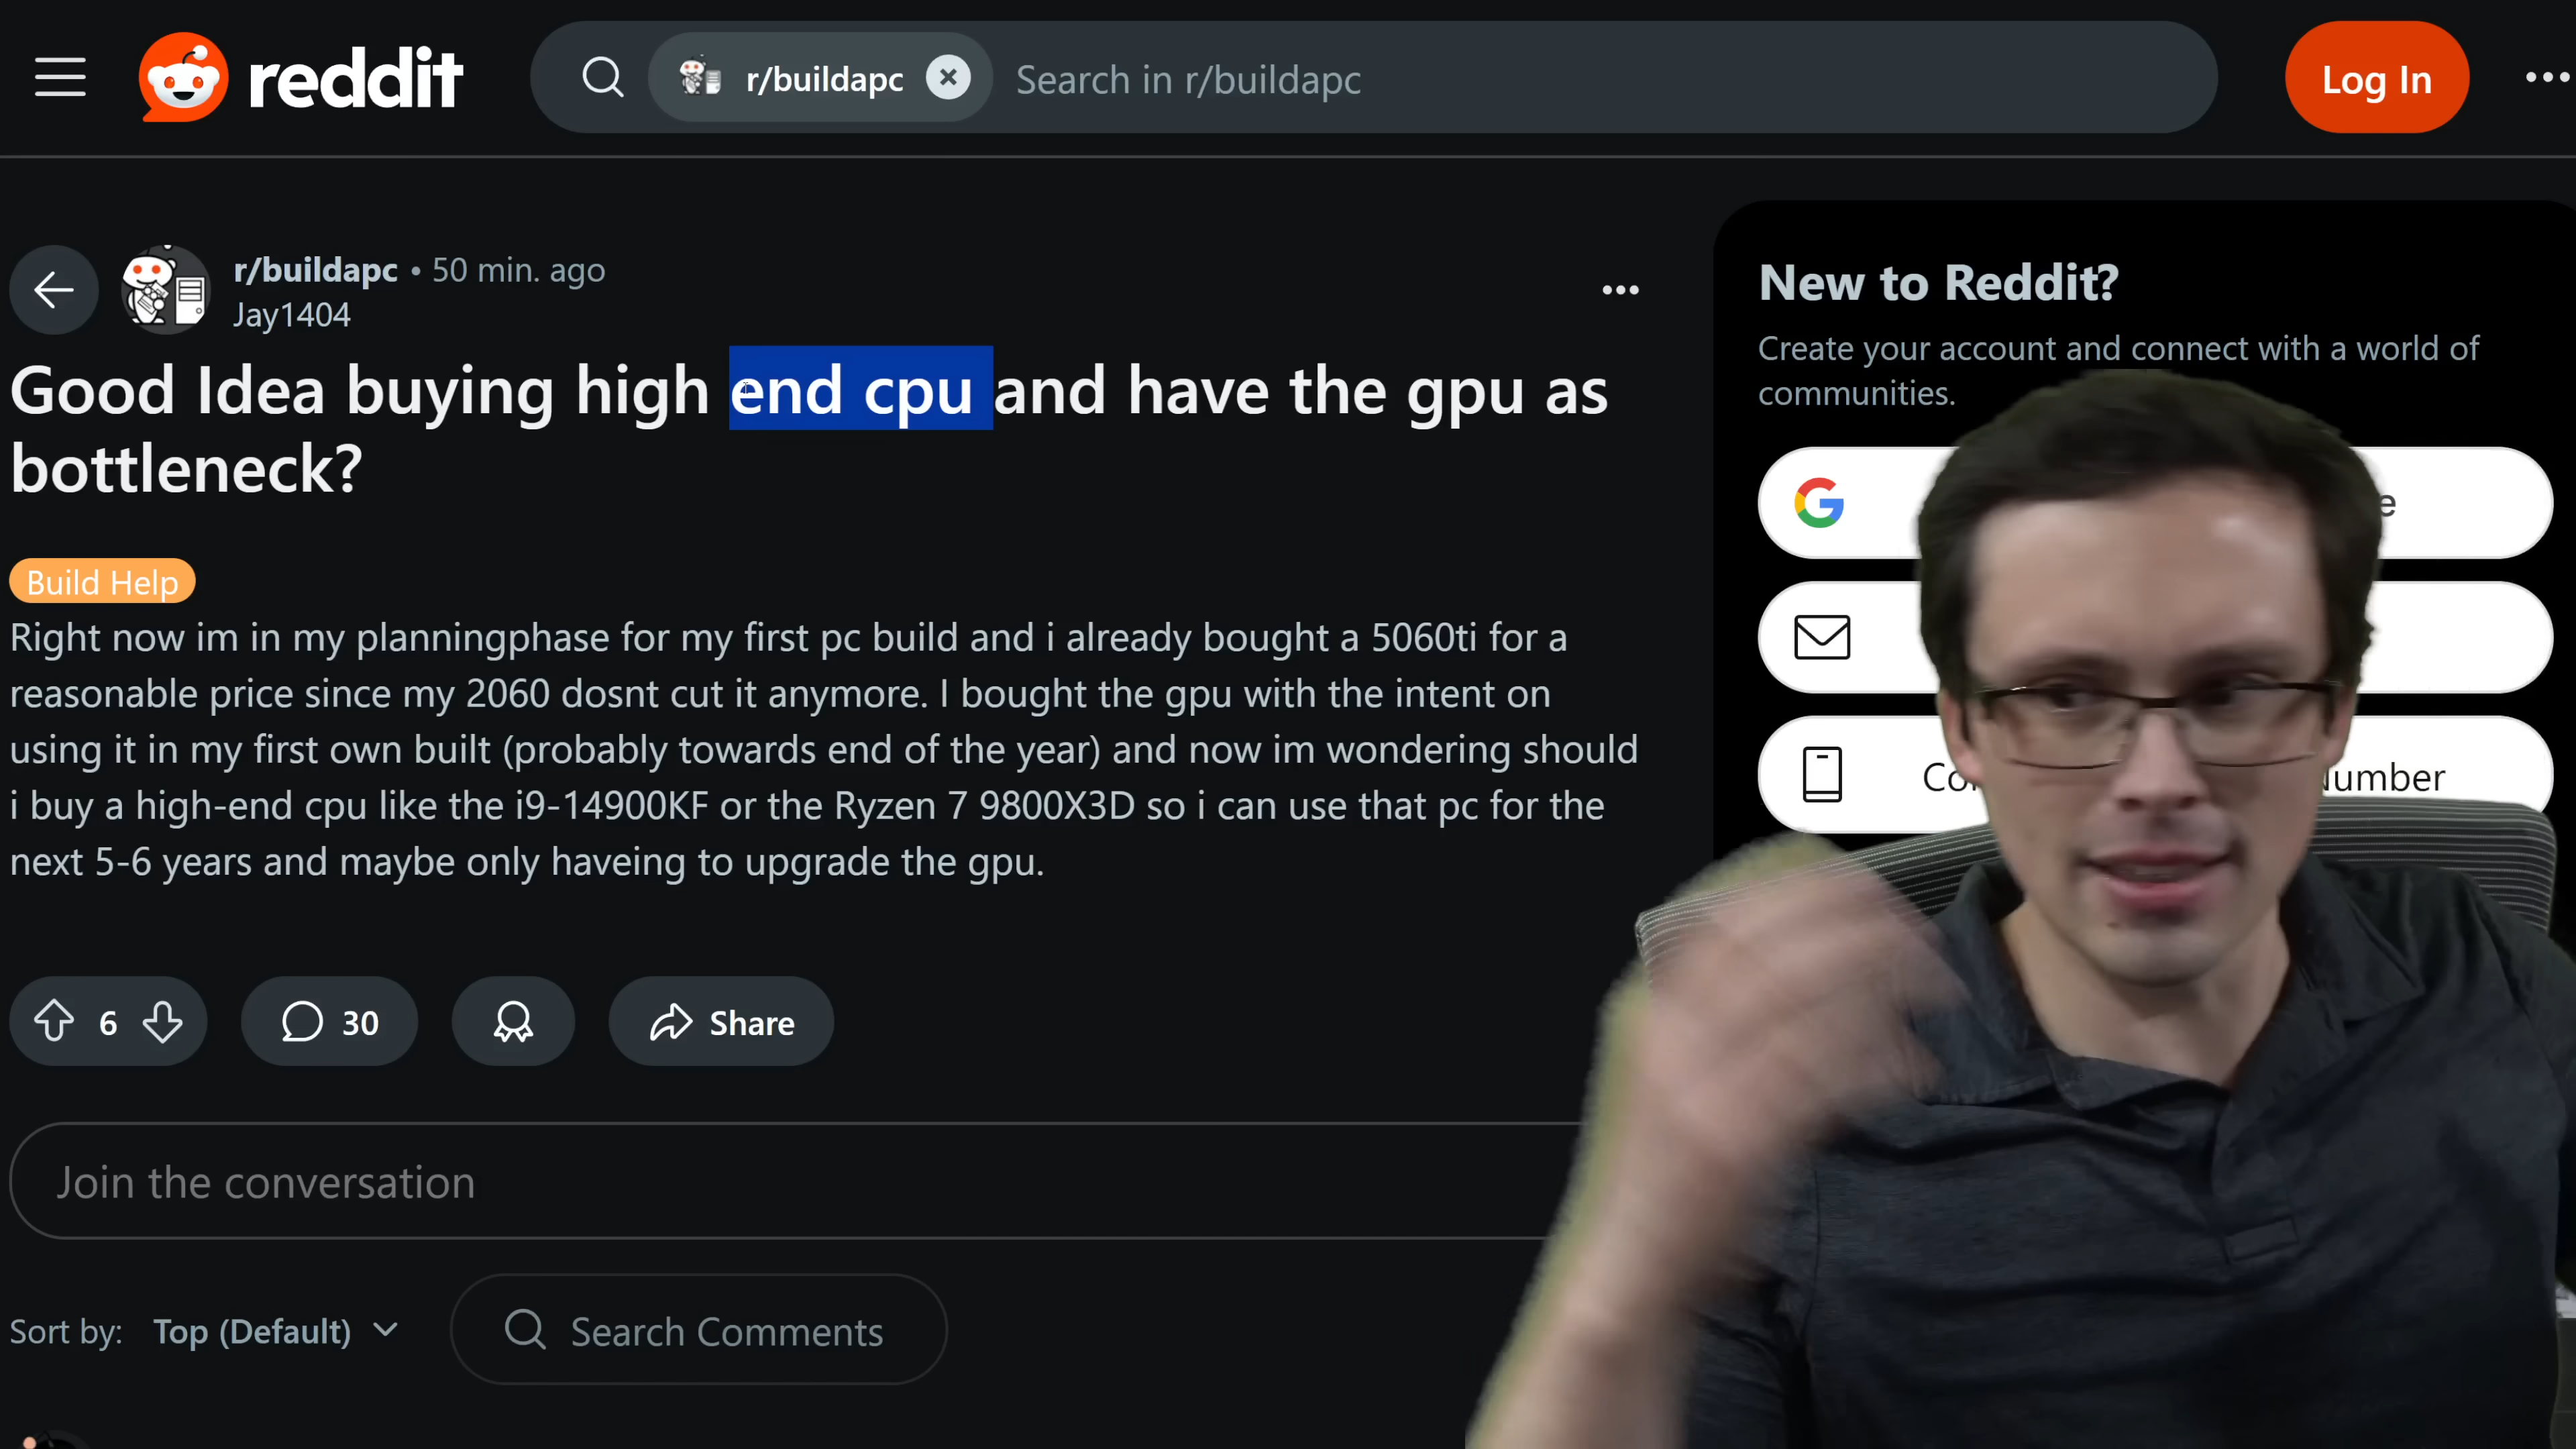 reddit
r/buildapc
Search in r/buildapc
Log In
r/buildapc • 50 min. ago
Jay1404
Good Idea buying high end cpu and have the gpu as
bottleneck?
Build Help
Right now im in my planningphase for my first pc build and i already bought a 5060ti for a
reasonable price since my 2060 dosnt cut it anymore. I bought the gpu with the intent on
using it in my first own built (probably towards end of the year) and now im wondering should
i buy a high-end cpu like the i9-14900KF or the Ryzen 7 9800X3D so i can use that pc for the
next 5-6 years and maybe only haveing to upgrade the gpu.
6
30
Share
Join the conversation
Sort by: Top (Default)
Search Comments
New to Reddit?
Create your account and connect with a world of
communities.